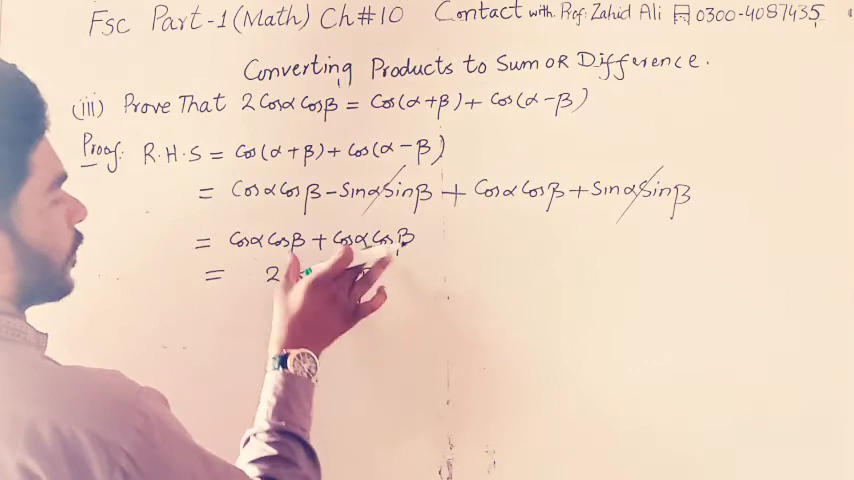 Fsc Part-1 (Math) Ch#10 Contact with. Prof: Zahid Ali 0300-4087435
Converting Products to Sum OR Difference.
(iii) Prove That 2 Cosα Cosβ = Cos(α+β) + Cos(α-β)
Proof: R.H.S = Cos(α+β) + Cos(α-β)
= Cosα Cosβ - Sinα Sinβ + Cosα Cosβ + Sinα Sinβ
= Cosα Cosβ + Cosα Cosβ
= 2